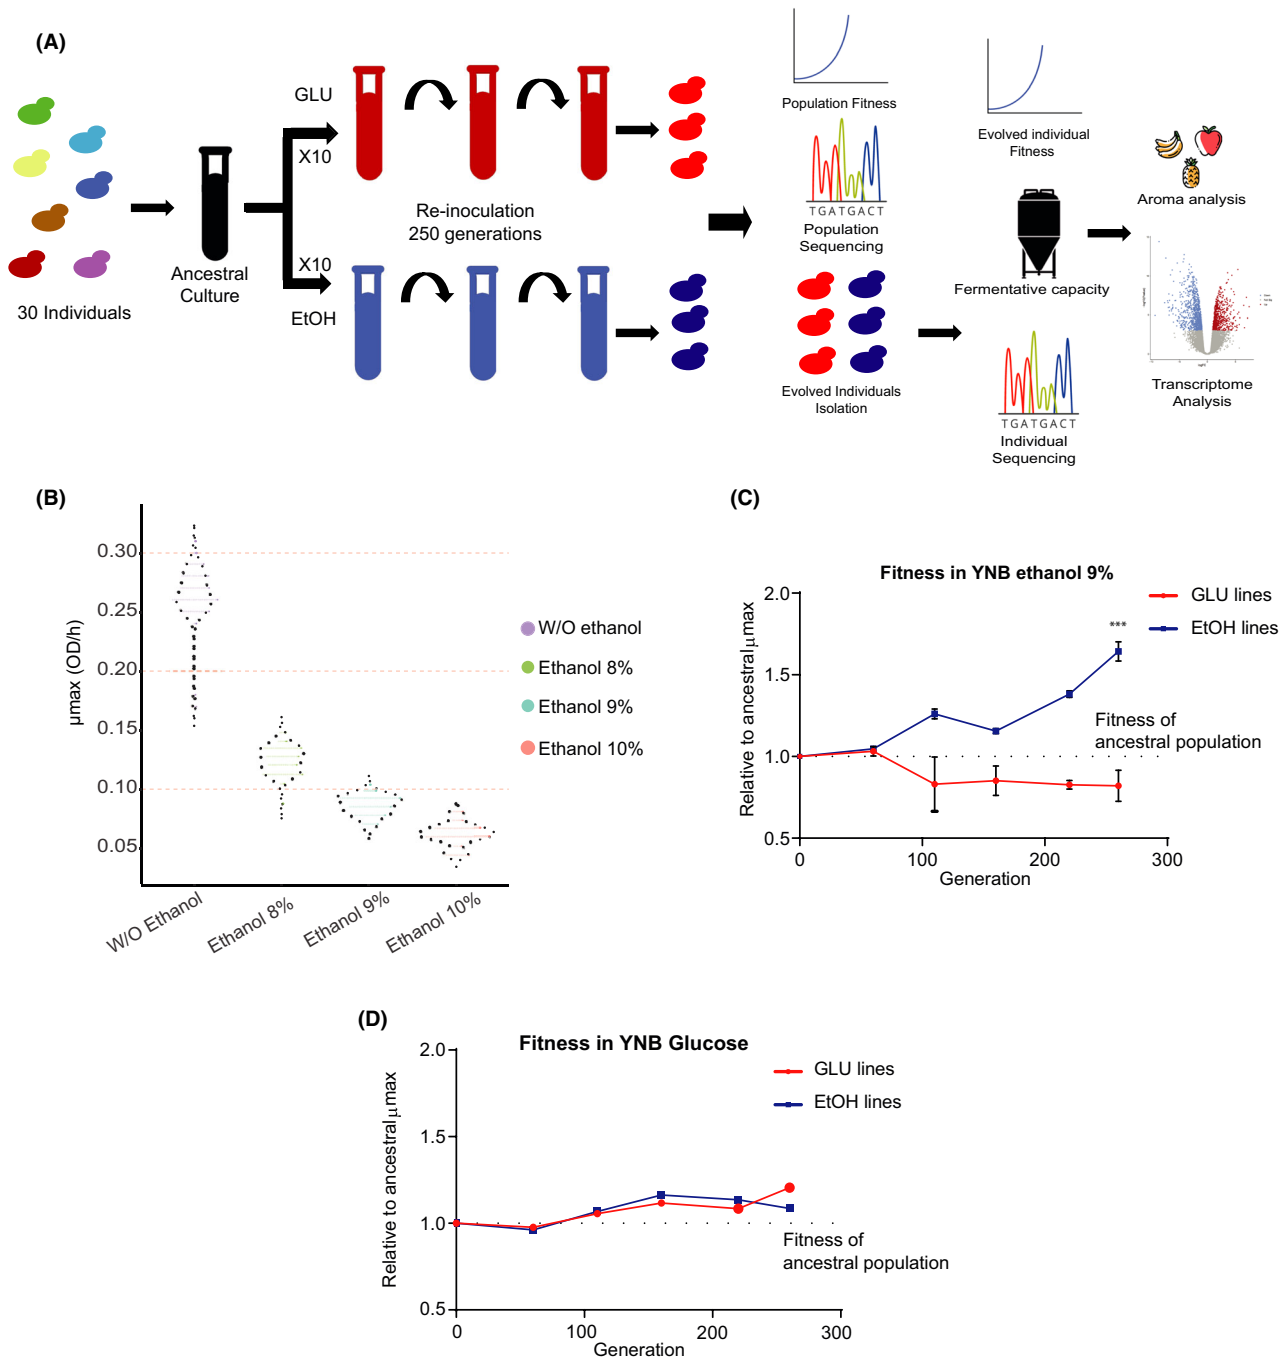 (A)
30 Individuals
Ancestral
Culture
GLU
X10
X10
EtOH
Re-inoculation
250 generations
Population Fitness
TGATGACT
Population
Sequencing
Evolved Individuals
Isolation
Evolved individual
Fitness
Fermentative capacity
TGATGACT
Individual
Sequencing
Aroma analysis
Transcriptome
Analysis
(B)
μmax (OD/h)
0.30
0.25
0.20
0.15
0.10
0.05
W/O Ethanol
Ethanol 8%
Ethanol 9%
Ethanol 10%
W/O ethanol
Ethanol 8%
Ethanol 9%
Ethanol 10%
(C)
Fitness in YNB ethanol 9%
Relative to ancestral μmax
2.0
1.5
1.0
0.5
0
100
200
300
Generation
GLU lines
EtOH lines
***
Fitness of
ancestral population
(D)
Fitness in YNB Glucose
Relative to ancestral μmax
2.0
1.5
1.0
0.5
0
100
200
300
Generation
GLU lines
EtOH lines
Fitness of
ancestral population